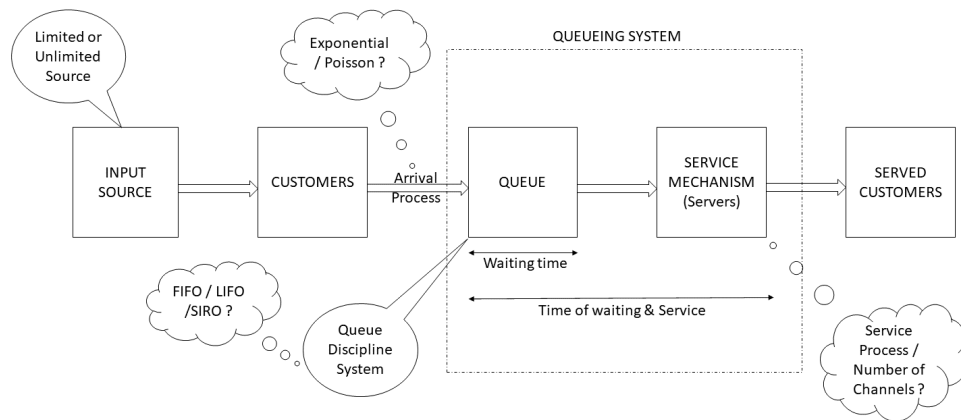 Limited or
Unlimited
Source
Exponential
/ Poisson ?
QUEUEING SYSTEM
INPUT
SOURCE
CUSTOMERS
Arrival
Process
QUEUE
SERVICE
MECHANISM
(Servers)
SERVED
CUSTOMERS
Waiting time
Time of waiting & Service
FIFO / LIFO
/SIRO ?
Queue
Discipline
System
Service
Process /
Number of
Channels ?